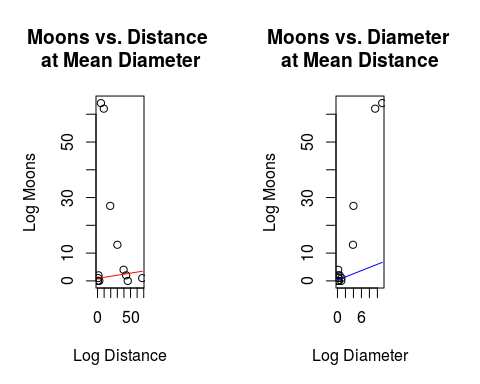 Moons vs. Distance
at Mean Diameter
Log Moons
50
30
10
0
0 50
Log Distance
Moons vs. Diameter
at Mean Distance
Log Moons
50
30
10
0
0 6
Log Diameter